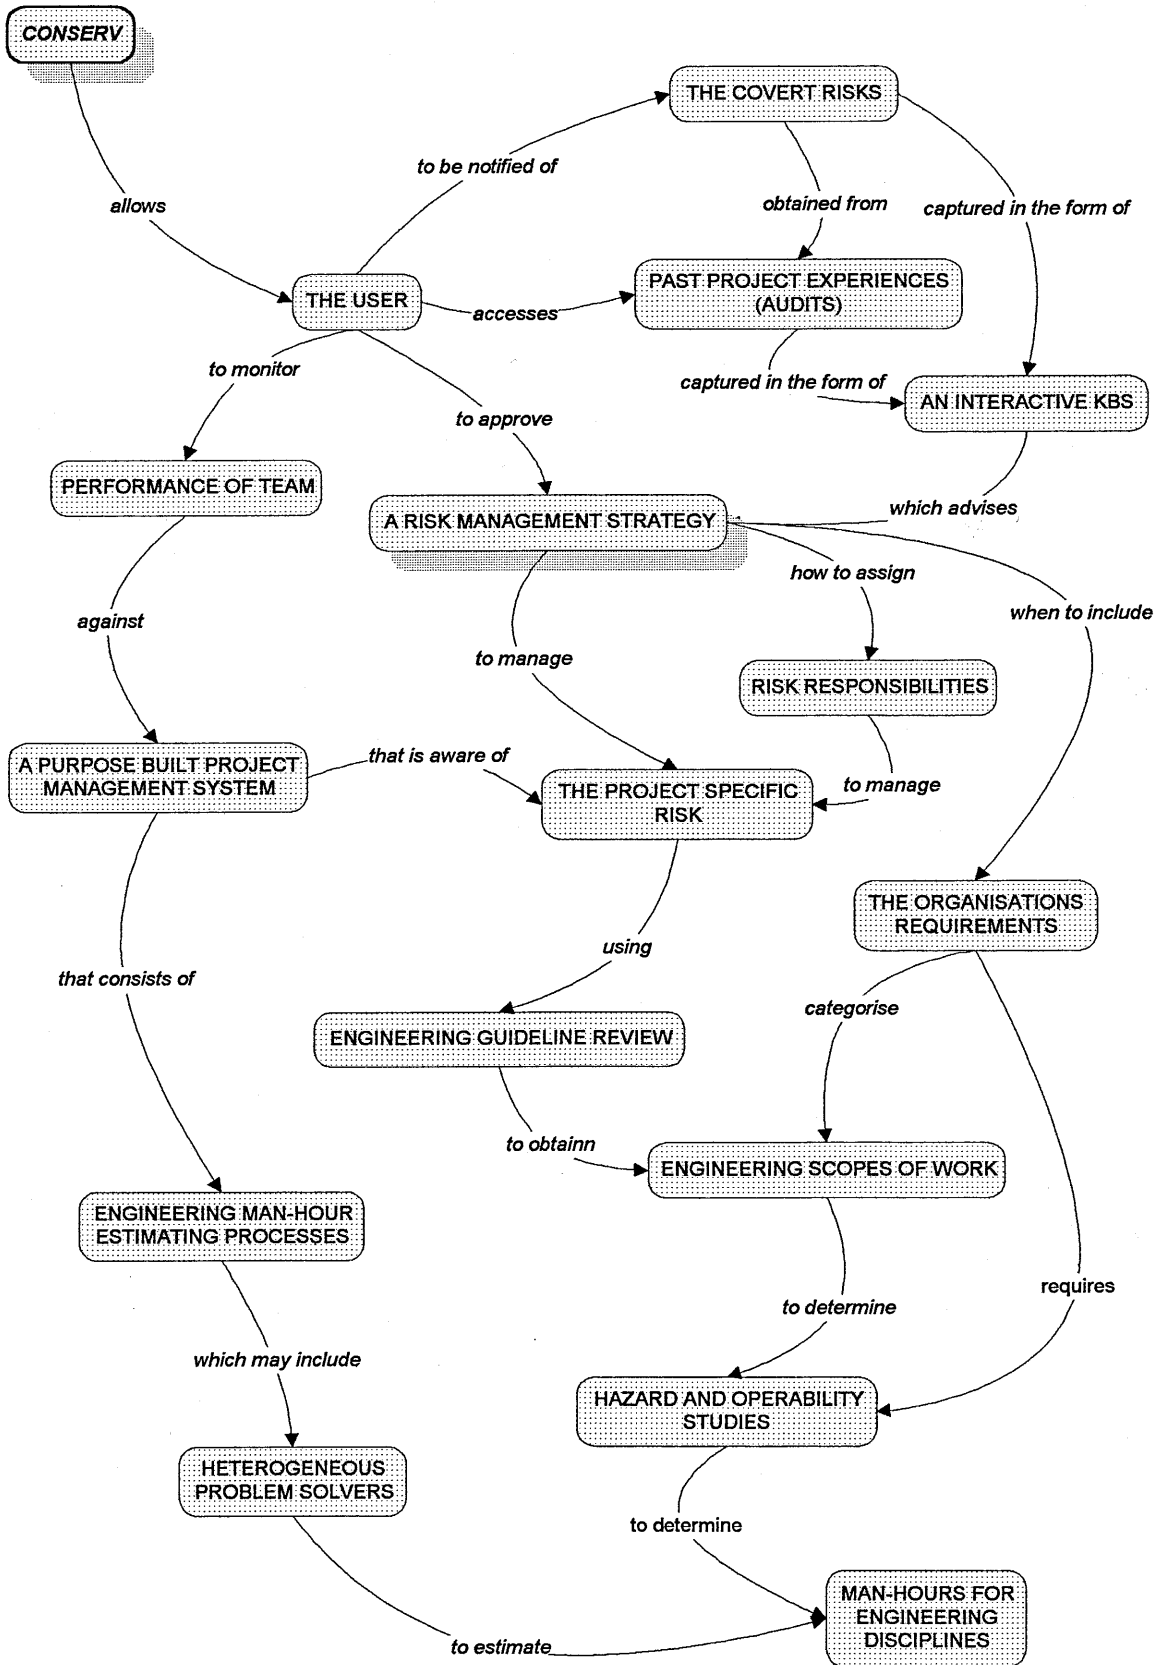 CONSERV
THE COVERT RISKS
to be notified of
allows
obtained from
captured in the form of
THE USER
accesses
PAST PROJECT EXPERIENCES
(AUDITS)
to monitor
captured in the form of
AN INTERACTIVE KBS
to approve
PERFORMANCE OF TEAM
A RISK MANAGEMENT STRATEGY
which advises
how to assign
when to include
against
to manage
RISK RESPONSIBILITIES
A PURPOSE BUILT PROJECT
MANAGEMENT SYSTEM
that is aware of
THE PROJECT SPECIFIC
RISK
to manage
THE ORGANISATIONS
REQUIREMENTS
using
that consists of
categorise
ENGINEERING GUIDELINE REVIEW
to obtainn
ENGINEERING SCOPES OF WORK
ENGINEERING MAN-HOUR
ESTIMATING PROCESSES
requires
to determine
which may include
HAZARD AND OPERABILITY
STUDIES
HETEROGENEOUS
PROBLEM SOLVERS
to determine
MAN-HOURS FOR
ENGINEERING
DISCIPLINES
to estimate